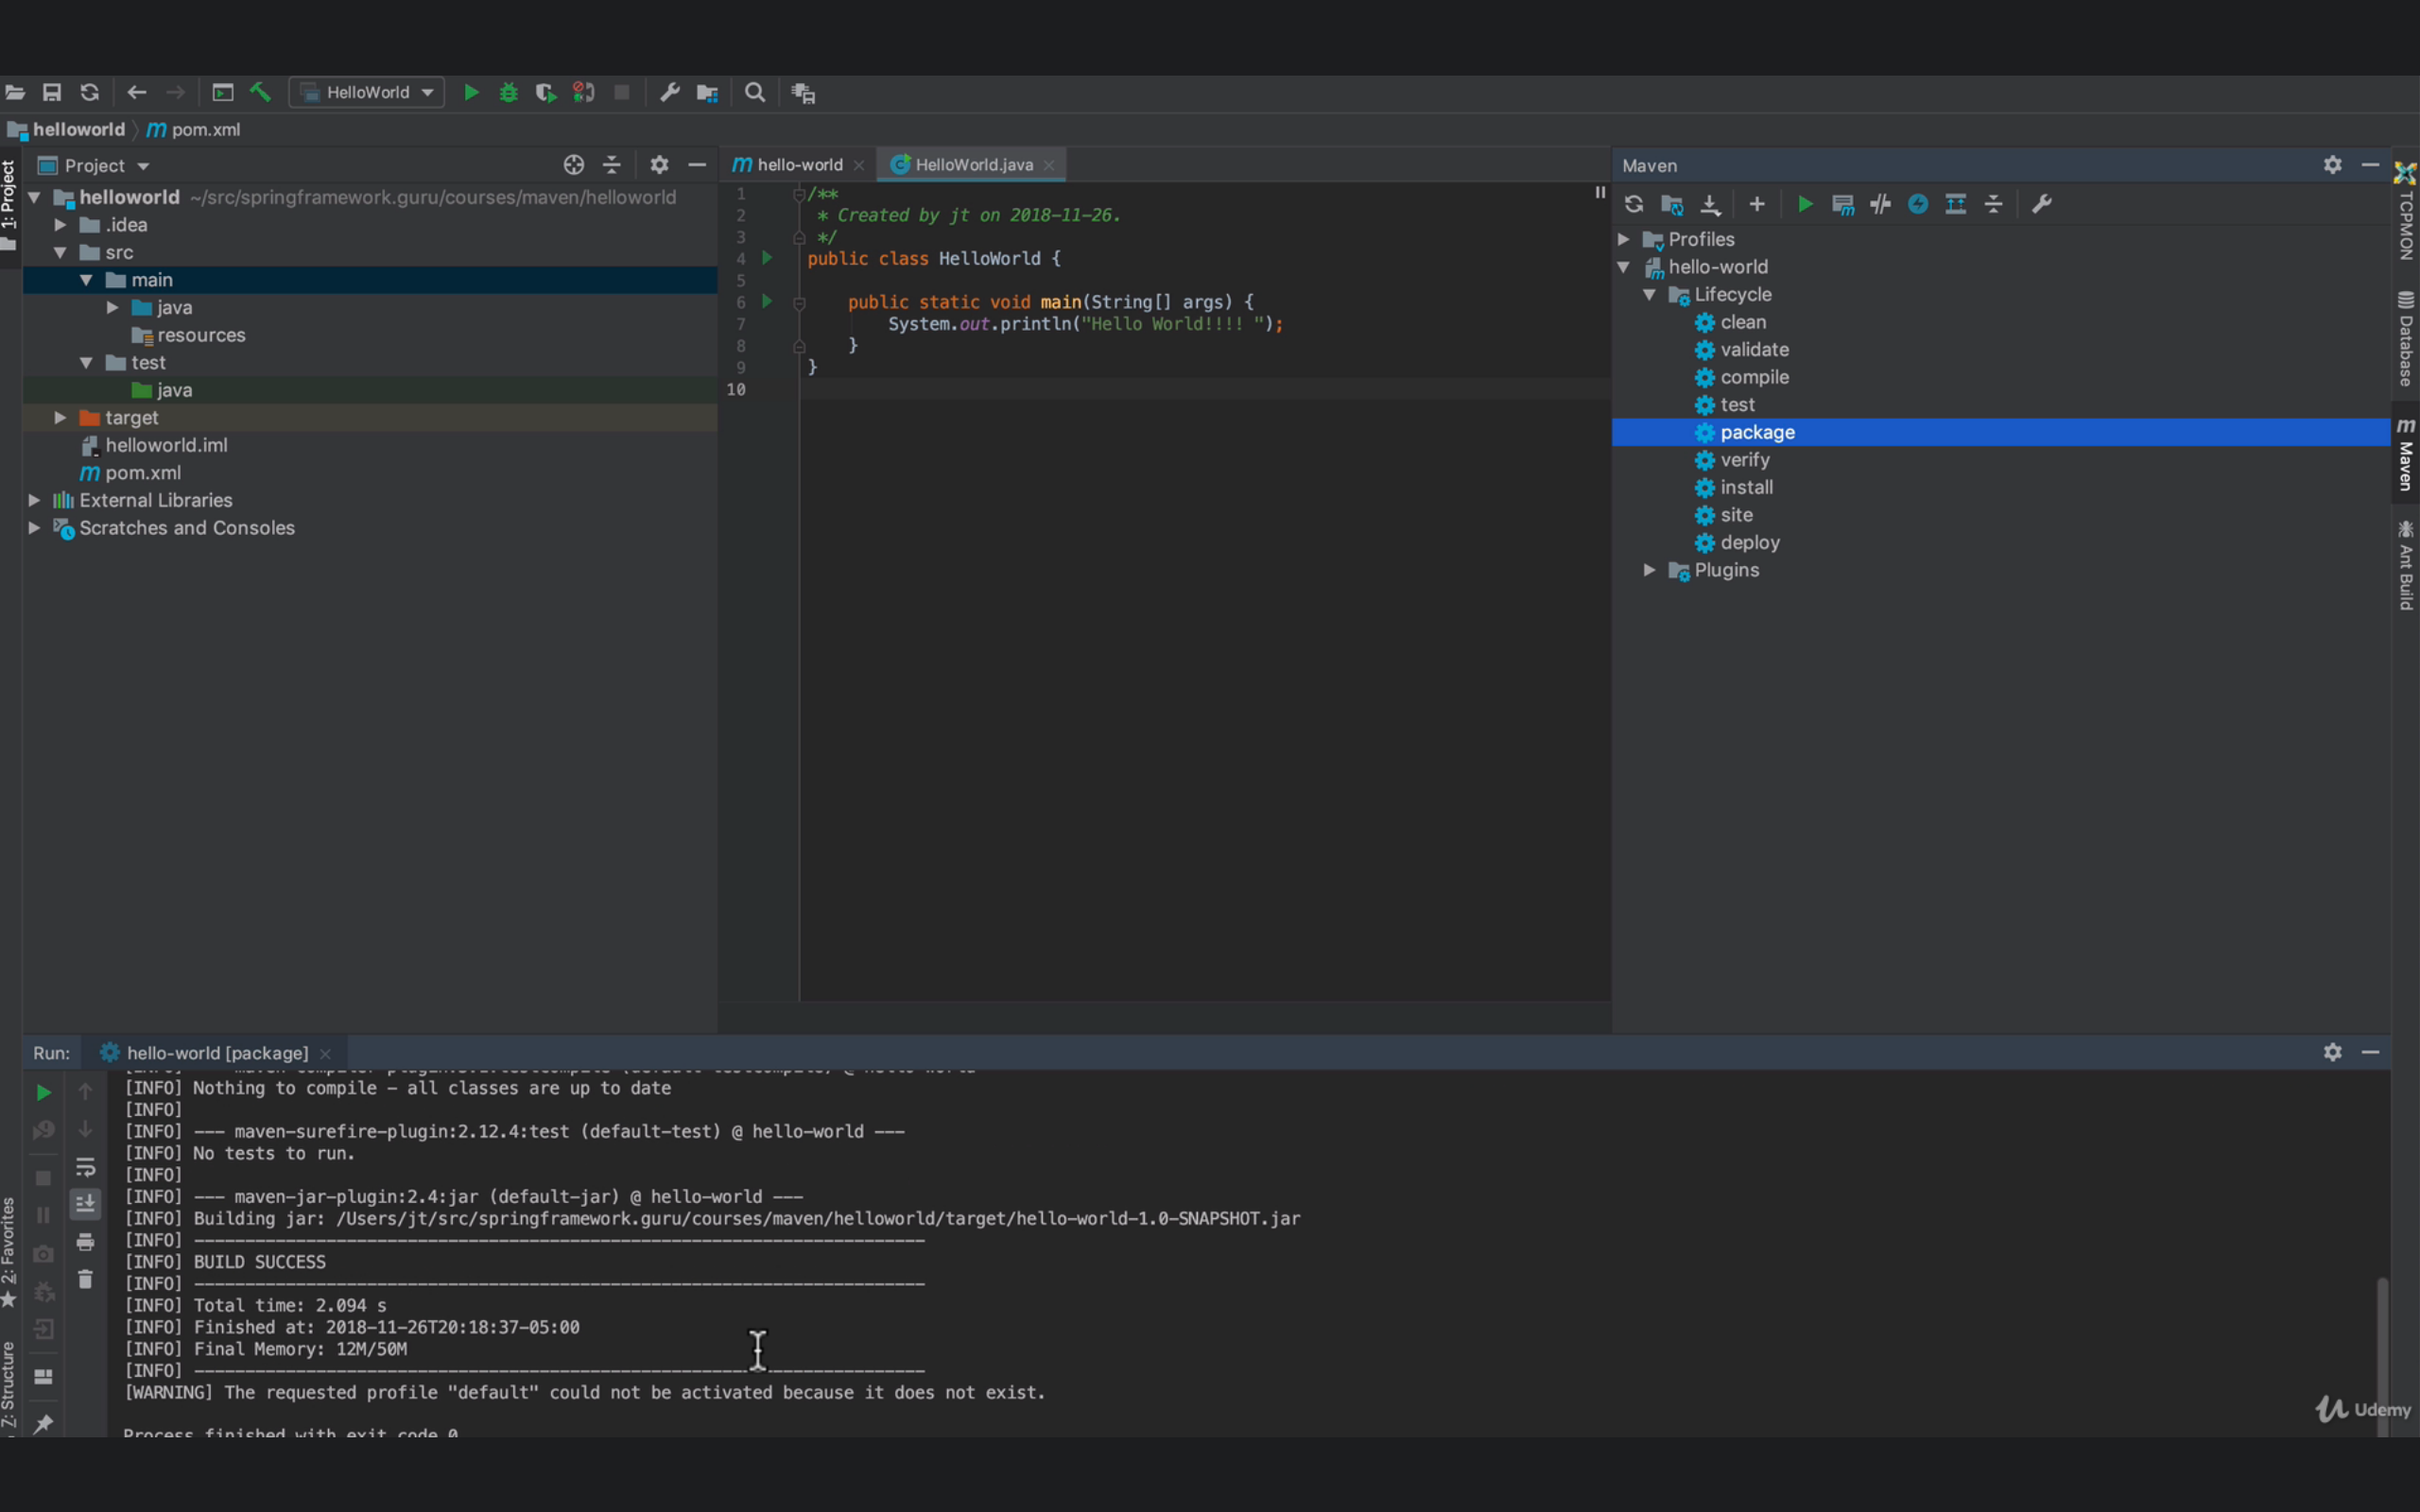 HelloWorld
helloworld
pom.xml
1: Project
Project
hello-world
HelloWorld.java
Maven
helloworld ~/src/springframework.guru/courses/maven/helloworld
.idea
src
main
java
resources
test
java
target
helloworld.iml
pom.xml
External Libraries
Scratches and Consoles
1 /**
2 * Created by jt on 2018-11-26.
3 */
4 public class HelloWorld {
5
6 public static void main(String[] args) {
7 System.out.println("Hello World!!!! ");
8 }
9 }
10
Profiles
hello-world
Lifecycle
clean
validate
compile
test
package
verify
install
site
deploy
Plugins
TCPMON
Database
Maven
Ant Build
Run:
hello-world [package]
[INFO] Nothing to compile - all classes are up to date
[INFO]
[INFO] --- maven-surefire-plugin:2.12.4:test (default-test) @ hello-world ---
[INFO] No tests to run.
[INFO]
[INFO] --- maven-jar-plugin:2.4:jar (default-jar) @ hello-world ---
[INFO] Building jar: /Users/jt/src/springframework.guru/courses/maven/helloworld/target/hello-world-1.0-SNAPSHOT.jar
[INFO] ------------------------------------------------------------------------
[INFO] BUILD SUCCESS
[INFO] ------------------------------------------------------------------------
[INFO] Total time: 2.094 s
[INFO] Finished at: 2018-11-26T20:18:37-05:00
[INFO] Final Memory: 12M/50M
[INFO] ------------------------------------------------------------------------
[WARNING] The requested profile "default" could not be activated because it does not exist.
Process finished with exit code 0
2: Favorites
7: Structure
Udemy